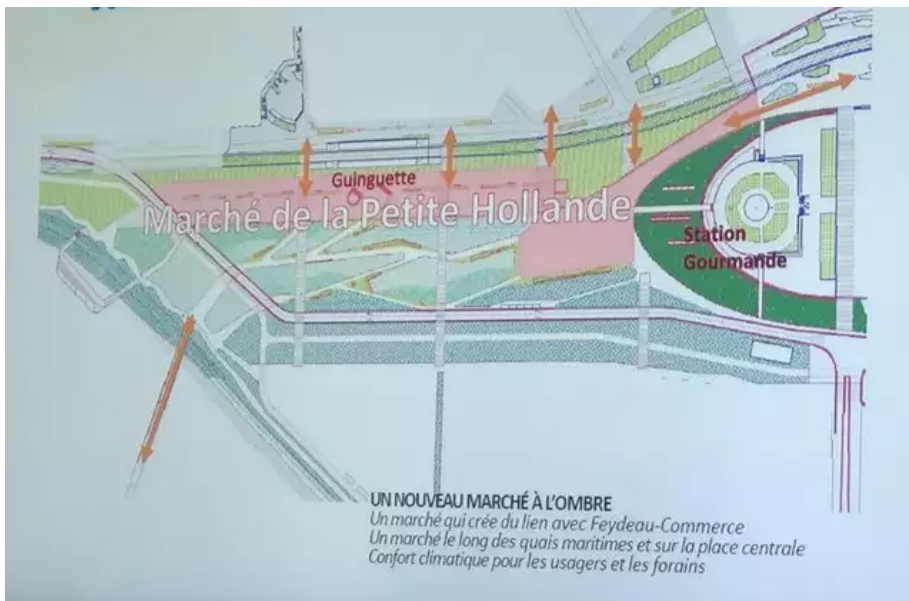 Guinguette
Marché de la Petite Hollande
Station
Gourmande
UN NOUVEAU MARCHÉ À L'OMBRE
Un marché qui crée du lien avec Feydeau-Commerce
Un marché le long des quais maritimes et sur la place centrale
Confort climatique pour les usagers et les forains